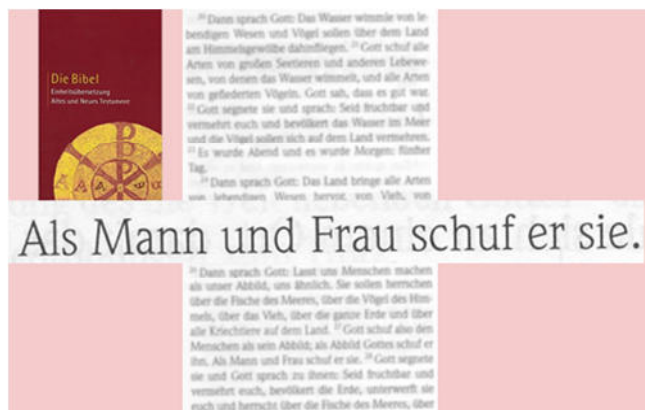 Die Bibel
Einheitsübersetzung
Altes und Neues Testament
20 Dann sprach Gott: Das Wasser wimmle von le-
bendigen Wesen und Vögel sollen über dem Land
am Himmelsgewölbe dahinfliegen. 21 Gott schuf alle
Arten von großen Seetieren und anderen Lebewe-
sen, von denen das Wasser wimmelt, und alle Arten
von gefiederten Vögeln. Gott sah, dass es gut war.
22 Gott segnete sie und sprach: Seid fruchtbar und
vermehrt euch und bevölkert das Wasser im Meer
und die Vögel sollen sich auf dem Land vermehren.
23 Es wurde Abend und es wurde Morgen: fünfter
Tag.
24 Dann sprach Gott: Das Land bringe alle Arten
von lebendigen Wesen hervor, von Vieh, von
Als Mann und Frau schuf er sie.
26 Dann sprach Gott: Lasst uns Menschen machen
als unser Abbild, uns ähnlich. Sie sollen herrschen
über die Fische des Meeres, über die Vögel des Him-
mels, über das Vieh, über die ganze Erde und über
alle Kriechtiere auf dem Land. 27 Gott schuf also den
Menschen als sein Abbild; als Abbild Gottes schuf er
ihn. Als Mann und Frau schuf er sie. 28 Gott segnete
sie und Gott sprach zu ihnen: Seid fruchtbar und
vermehrt euch, bevölkert die Erde, unterwerft sie
euch und herrscht über die Fische des Meeres, über